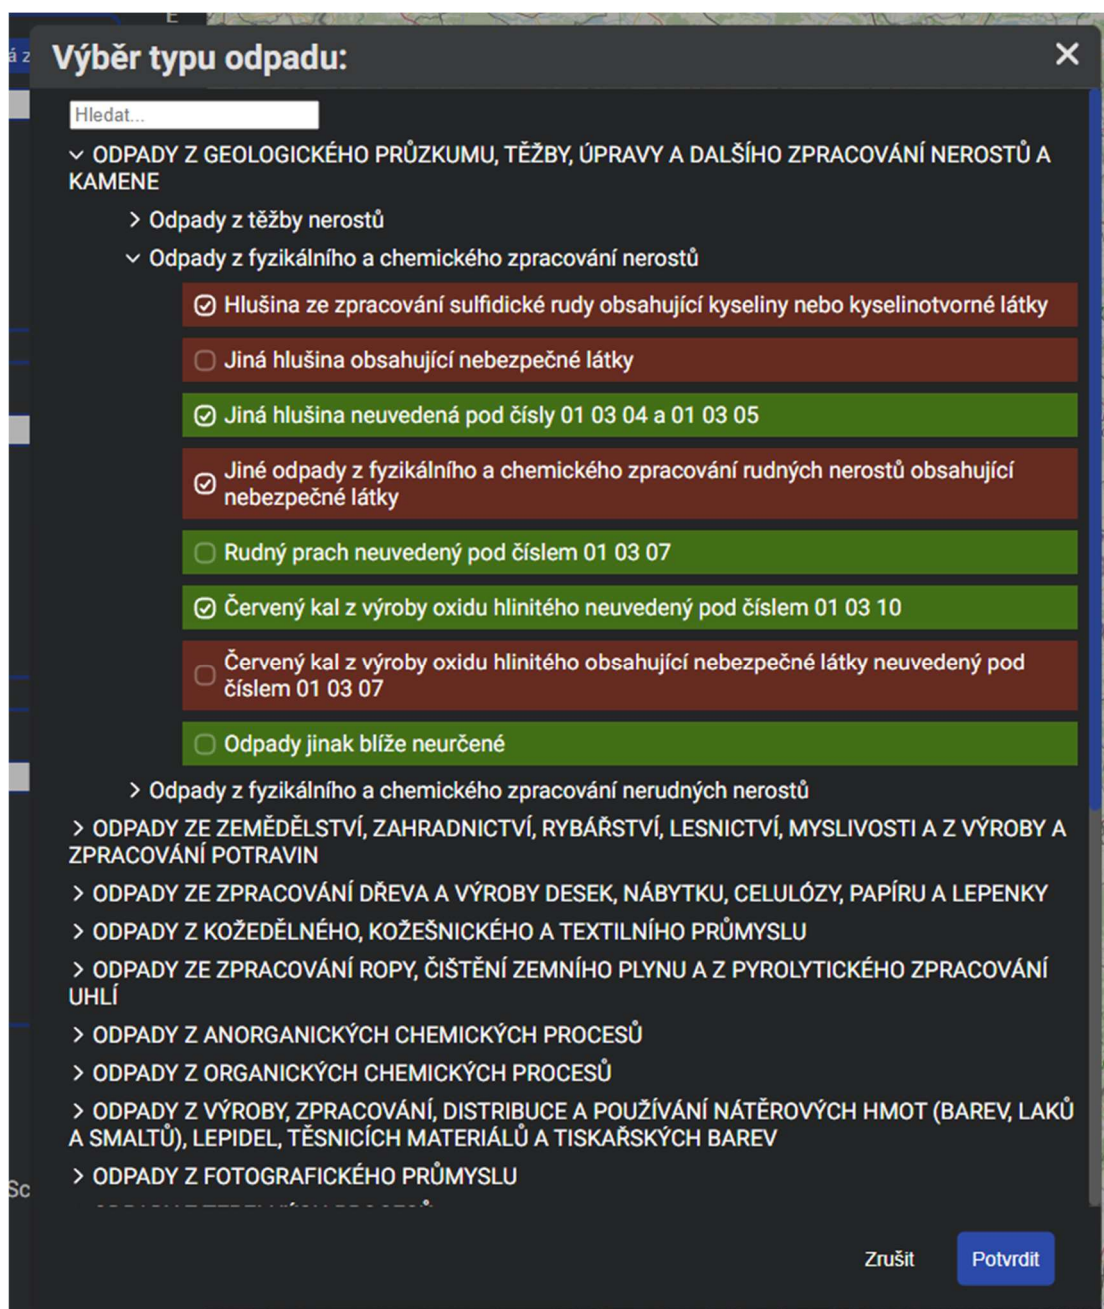 E
á z
Výběr typu odpadu:
Hledat...
ODPADY Z GEOLOGICKÉHO PRŮZKUMU, TĚŽBY, ÚPRAVY A DALŠÍHO ZPRACOVÁNÍ NEROSTŮ A
KAMENE
Odpady z těžby nerostů
Odpady z fyzikálního a chemického zpracování nerostů
Hlušina ze zpracování sulfidické rudy obsahující kyseliny nebo kyselinotvorné látky
Jiná hlušina obsahující nebezpečné látky
Jiná hlušina neuvedená pod čísly 01 03 04 a 01 03 05
Jiné odpady z fyzikálního a chemického zpracování rudných nerostů obsahující
nebezpečné látky
Rudný prach neuvedený pod číslem 01 03 07
Červený kal z výroby oxidu hlinitého neuvedený pod číslem 01 03 10
Červený kal z výroby oxidu hlinitého obsahující nebezpečné látky neuvedený pod
číslem 01 03 07
Odpady jinak blíže neurčené
Odpady z fyzikálního a chemického zpracování nerudných nerostů
ODPADY ZE ZEMĚDĚLSTVÍ, ZAHRADNICTVÍ, RYBÁŘSTVÍ, LESNICTVÍ, MYSLIVOSTI A Z VÝROBY A
ZPRACOVÁNÍ POTRAVIN
ODPADY ZE ZPRACOVÁNÍ DŘEVA A VÝROBY DESEK, NÁBYTKU, CELULÓZY, PAPÍRU A LEPENKY
ODPADY Z KOŽEDĚLNÉHO, KOŽEŠNICKÉHO A TEXTILNÍHO PRŮMYSLU
ODPADY ZE ZPRACOVÁNÍ ROPY, ČIŠTĚNÍ ZEMNÍHO PLYNU A Z PYROLYTICKÉHO ZPRACOVÁNÍ
UHLÍ
ODPADY Z ANORGANICKÝCH CHEMICKÝCH PROCESŮ
ODPADY Z ORGANICKÝCH CHEMICKÝCH PROCESŮ
ODPADY Z VÝROBY, ZPRACOVÁNÍ, DISTRIBUCE A POUŽÍVÁNÍ NÁTĚROVÝCH HMOT (BAREV, LAKŮ
A SMALTŮ), LEPIDEL, TĚSNICÍCH MATERIÁLŮ A TISKAŘSKÝCH BAREV
ODPADY Z FOTOGRAFICKÉHO PRŮMYSLU
Sc
Zrušit
Potvrdit